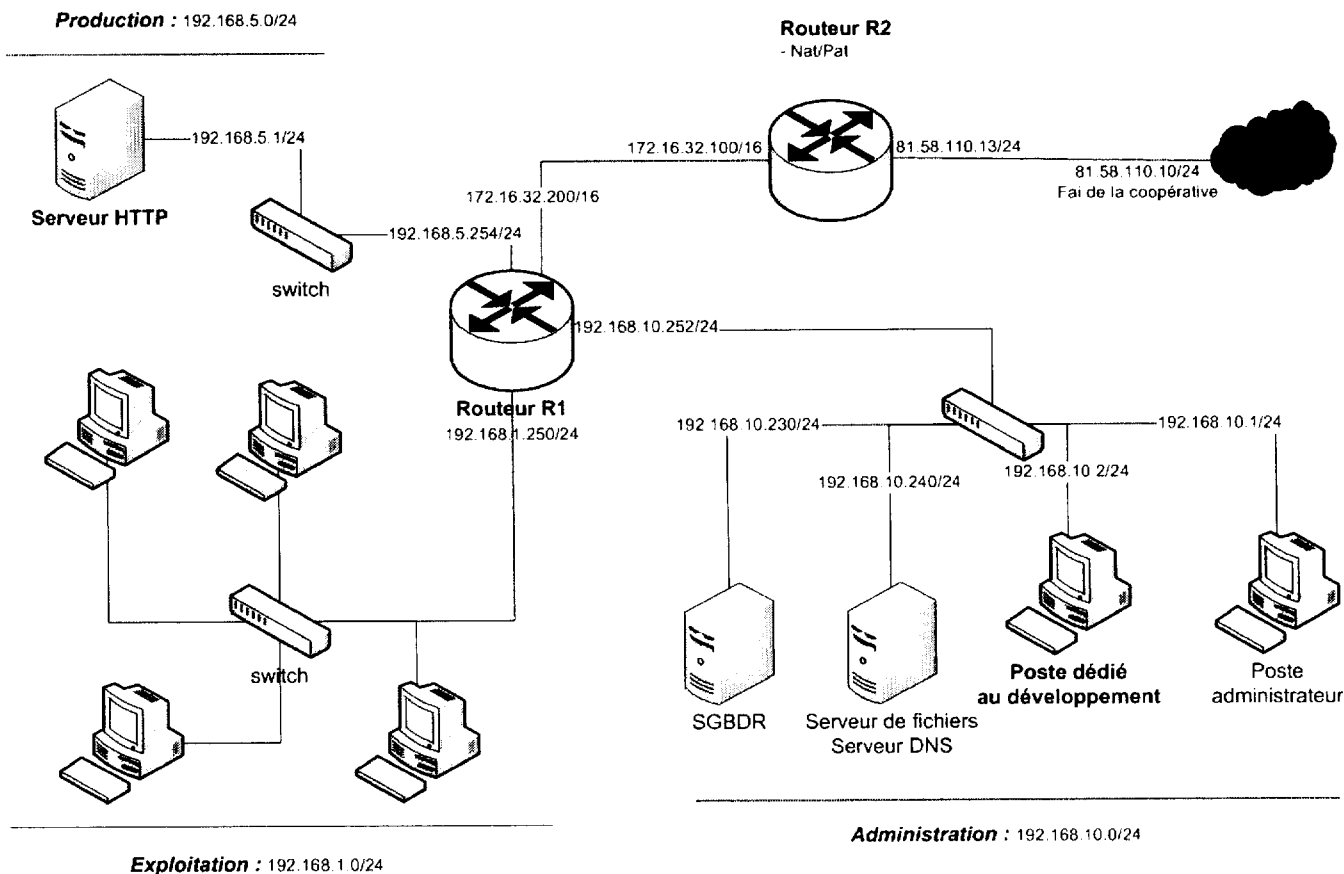 Production : 192.168.5.0/24
Routeur R2
- Nat/Pat
192.168.5.1/24
172.16.32.100/16
81.58.110.13/24
81.58.110.10/24
Fai de la coopérative
172.16.32.200/16
Serveur HTTP
192.168.5.254/24
switch
192.168.10.252/24
Routeur R1
192.168.1.250/24
192.168.10.230/24
192.168.10.1/24
192.168.10.240/24
192.168.10 2/24
switch
SGBDR
Serveur de fichiers
Serveur DNS
Poste dédié
au développement
Poste
administrateur
Administration : 192.168.10.0/24
Exploitation : 192.168.1.0/24